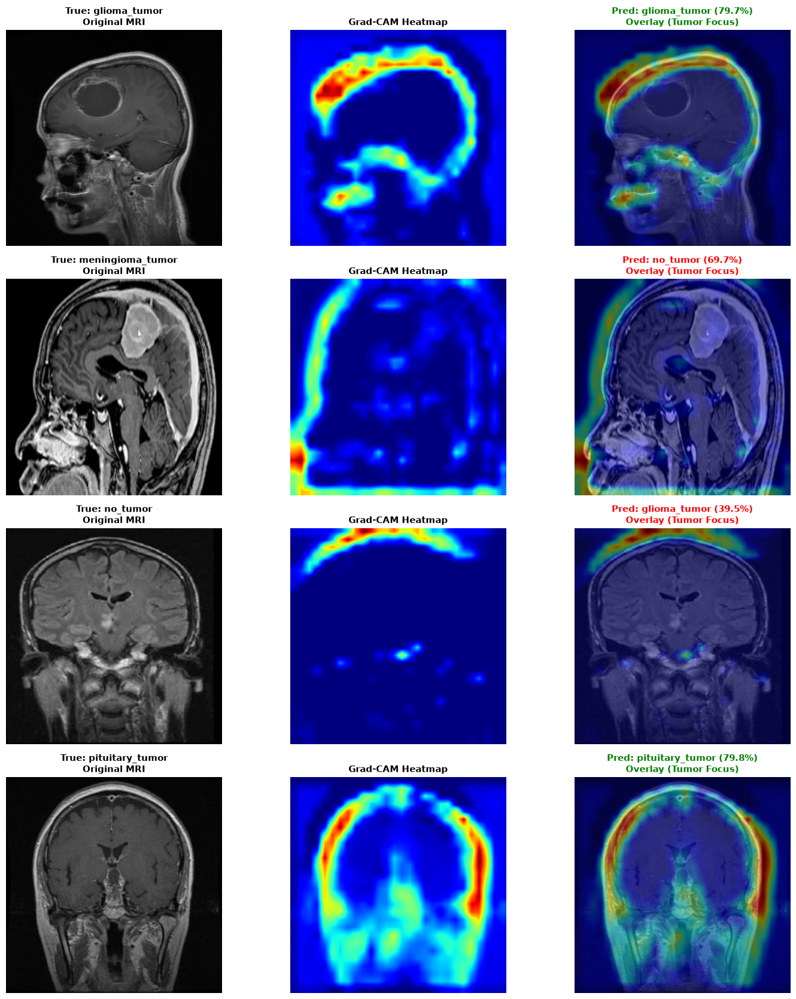 True: glioma_tumor
Original MRI
Grad-CAM Heatmap
Pred: glioma_tumor (79.7%)
Overlay (Tumor Focus)
True: meningioma_tumor
Original MRI
Grad-CAM Heatmap
Pred: no_tumor (69.7%)
Overlay (Tumor Focus)
True: no_tumor
Original MRI
Grad-CAM Heatmap
Pred: glioma_tumor (39.5%)
Overlay (Tumor Focus)
True: pituitary_tumor
Original MRI
Grad-CAM Heatmap
Pred: pituitary_tumor (79.8%)
Overlay (Tumor Focus)